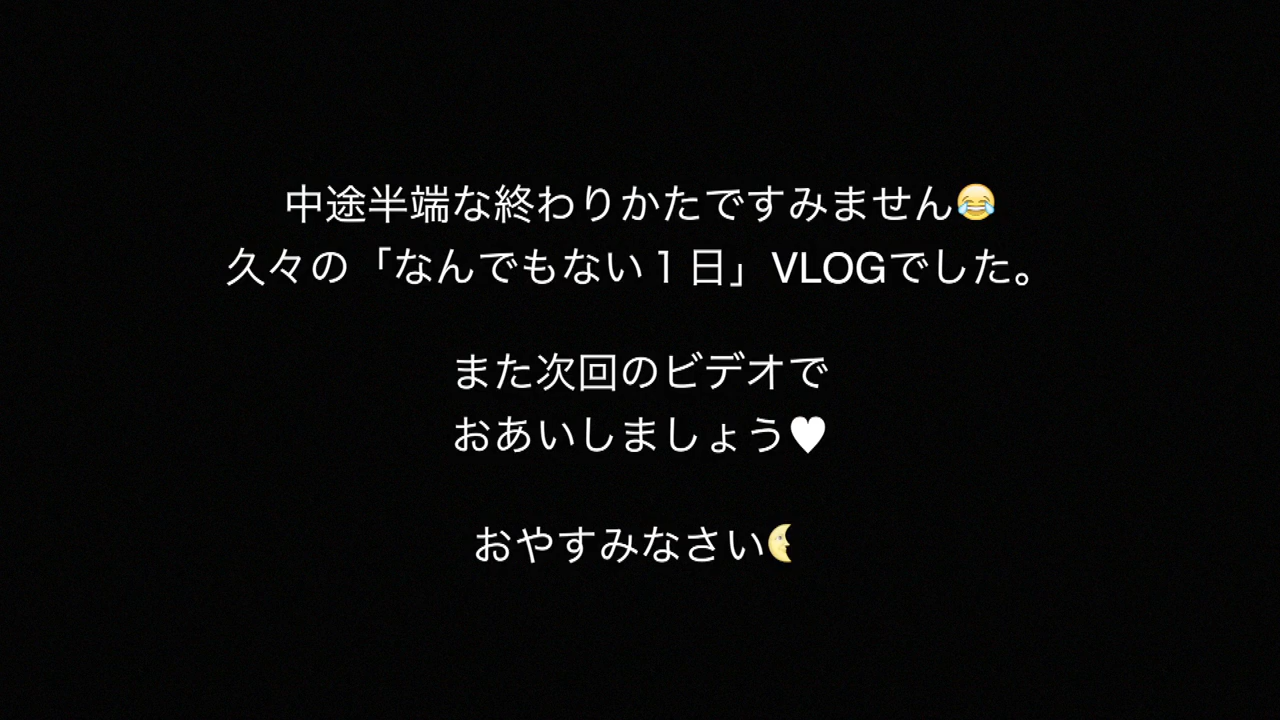 中途半端な終わりかたですみません😂
久々の「なんでもない１日」VLOGでした。
また次回のビデオで
おあいしましょう♥
おやすみなさい🌛